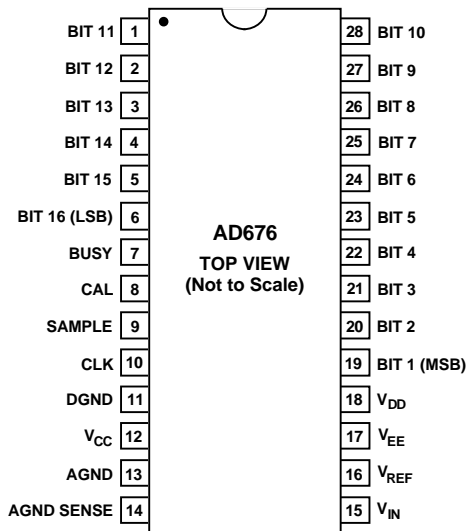 BIT 11 1
BIT 12 2
BIT 13 3
BIT 14 4
BIT 15 5
BIT 16 (LSB) 6
BUSY 7
CAL 8
SAMPLE 9
CLK 10
DGND 11
VCC 12
AGND 13
AGND SENSE 14
AD676
TOP VIEW
(Not to Scale)
28 BIT 10
27 BIT 9
26 BIT 8
25 BIT 7
24 BIT 6
23 BIT 5
22 BIT 4
21 BIT 3
20 BIT 2
19 BIT 1 (MSB)
18 VDD
17 VEE
16 VREF
15 VIN